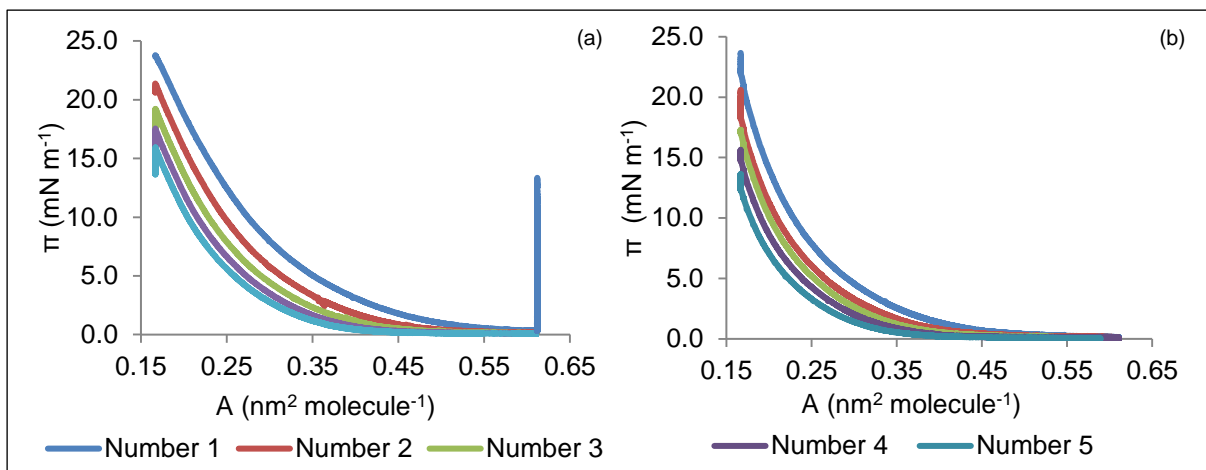 (a)
25.0
20.0
15.0
10.0
5.0
0.0
π (mN m⁻¹)
0.15 0.25 0.35 0.45 0.55 0.65
A (nm² molecule⁻¹)
(b)
25.0
20.0
15.0
10.0
5.0
0.0
π (mN m⁻¹)
0.15 0.25 0.35 0.45 0.55 0.65
A (nm² molecule⁻¹)
Number 1 Number 2 Number 3 Number 4 Number 5